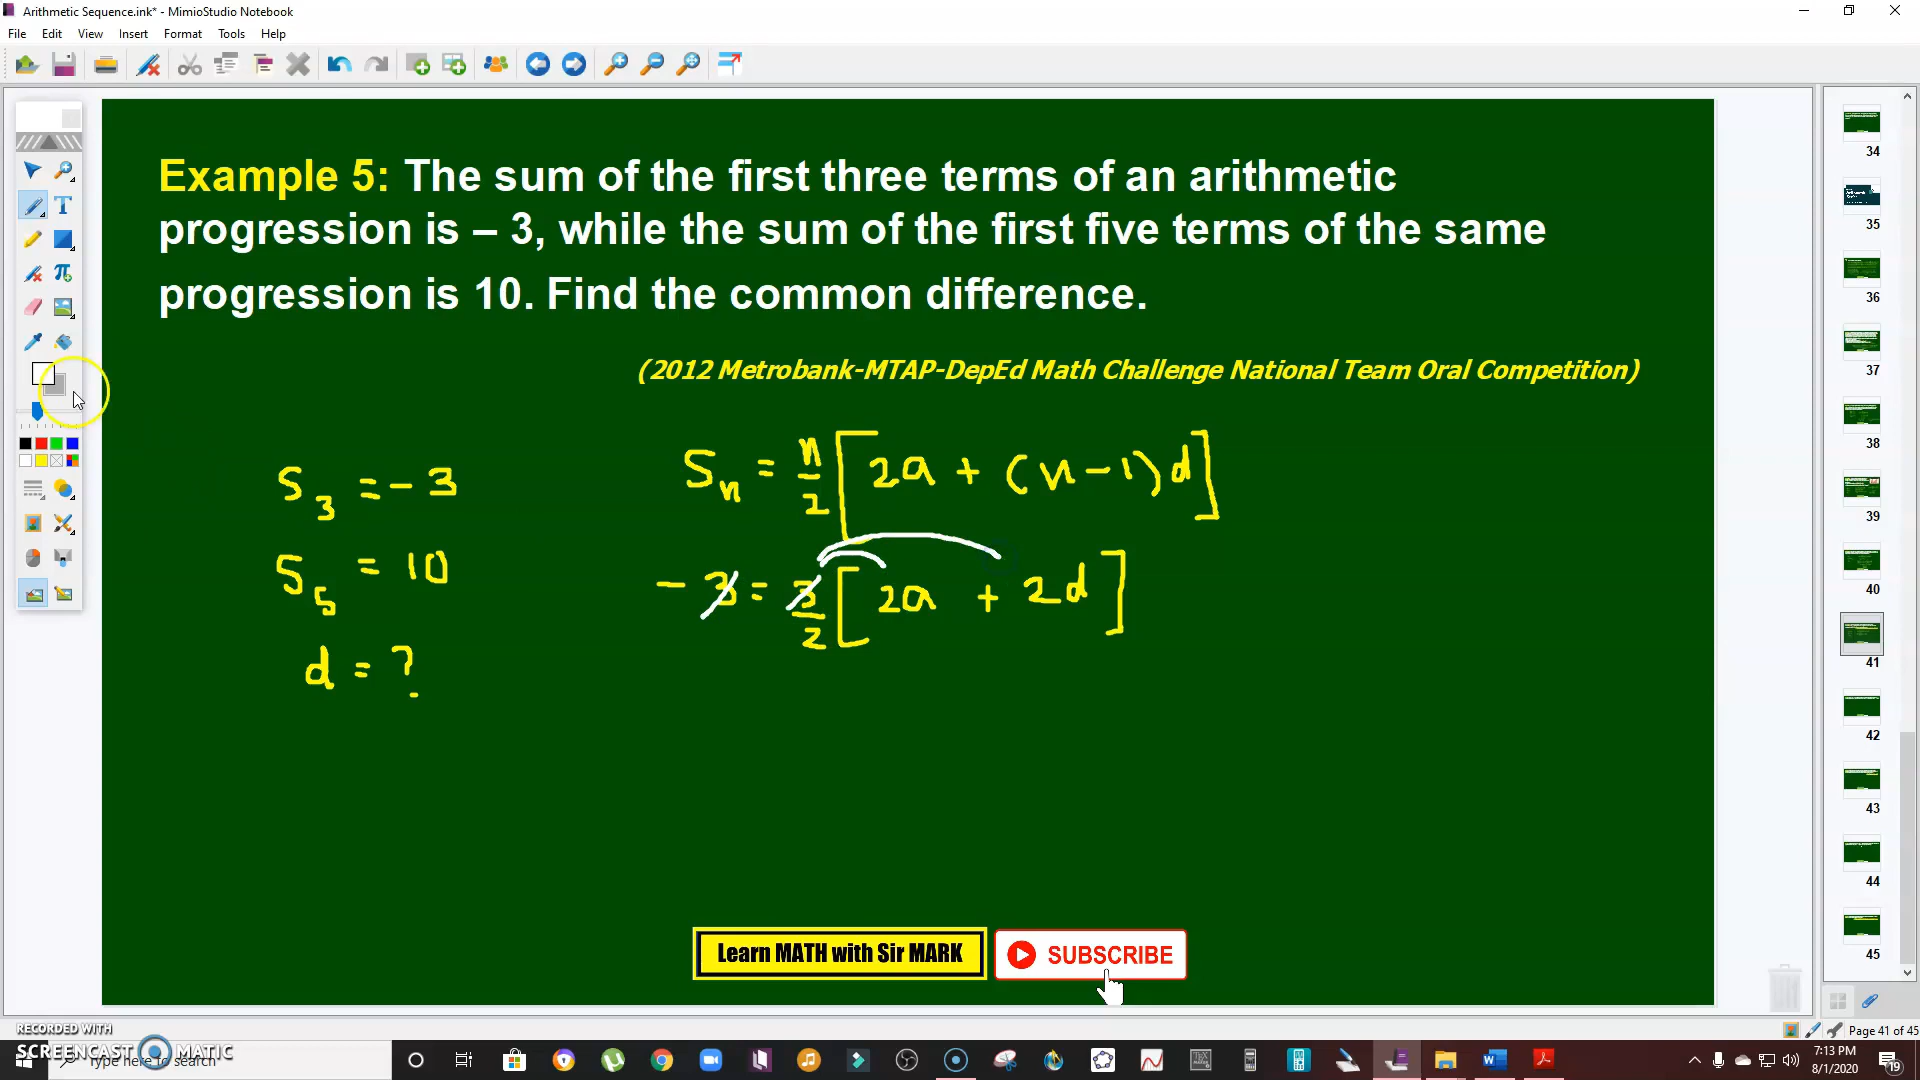 Arithmetic Sequence.ink* - MimioStudio Notebook
File Edit View Insert Format Tools Help
Example 5: The sum of the first three terms of an arithmetic
progression is – 3, while the sum of the first five terms of the same
progression is 10. Find the common difference.
(2012 Metrobank-MTAP-DepEd Math Challenge National Team Oral Competition)
S3 = - 3
S5 = 10
d = ?
Sn = n/2 [2a + (n - 1) d]
- 3 = 3/2 [2a + 2d]
Learn MATH with Sir MARK
SUBSCRIBE
34
35
36
37
38
39
40
41
42
43
44
45
Page 41 of 45
RECORDED WITH
SCREENCAST MATIC
Type here to search
7:13 PM
8/1/2020
19